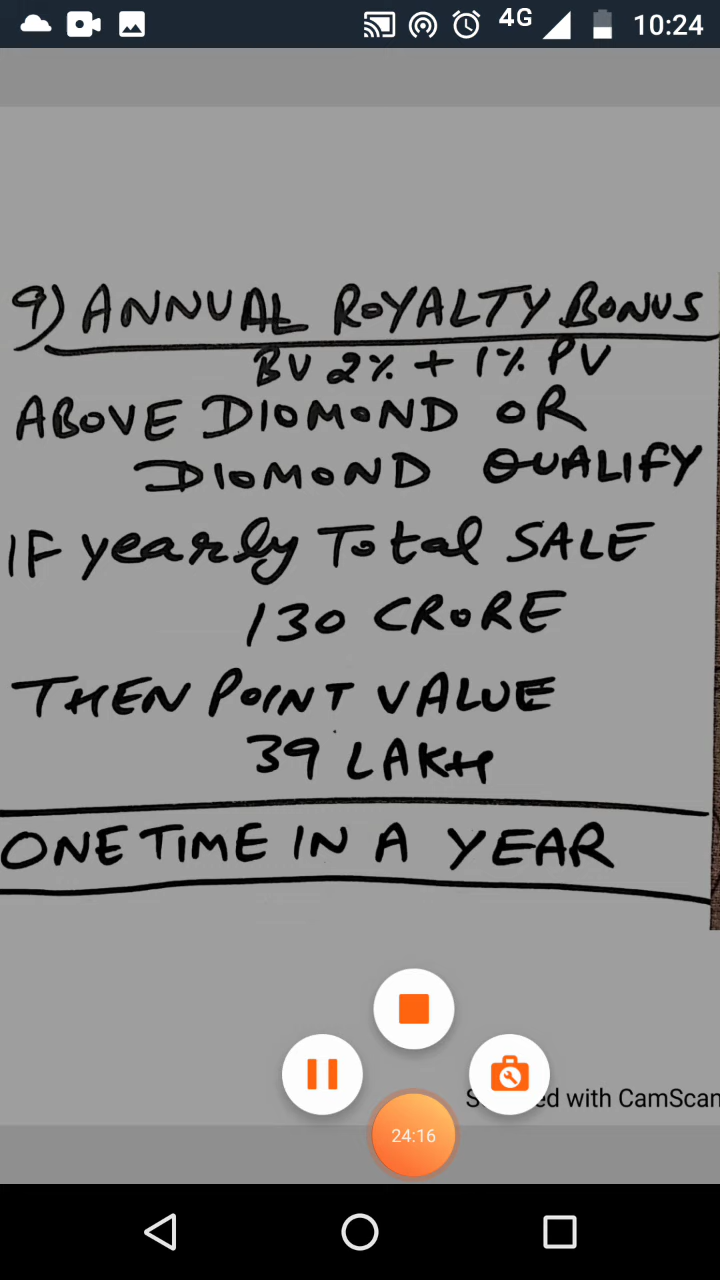 4G 10:24
9) ANNUAL ROYALTY BONUS
BV 2% + 1% PV
ABOVE DIOMOND OR
DIOMOND QUALIFY
IF yearly Total SALE
130 CRORE
THEN POINT VALUE
39 LAKH
ONE TIME IN A YEAR
with CamScan
24:16